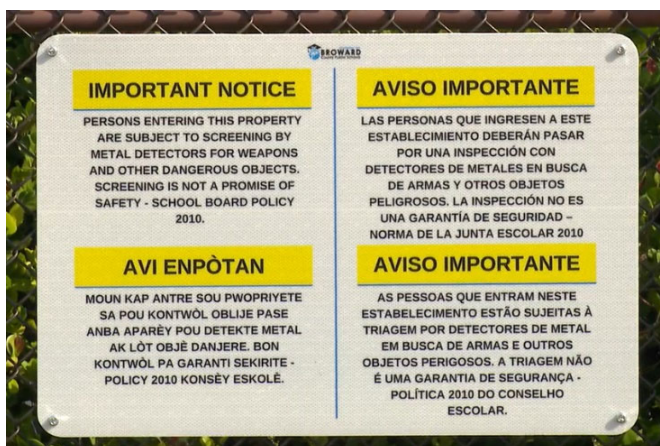 BROWARD
County Public Schools
IMPORTANT NOTICE
PERSONS ENTERING THIS PROPERTY
ARE SUBJECT TO SCREENING BY
METAL DETECTORS FOR WEAPONS
AND OTHER DANGEROUS OBJECTS.
SCREENING IS NOT A PROMISE OF
SAFETY - SCHOOL BOARD POLICY
2010.
AVI ENPÒTAN
MOUN KAP ANTRE SOU PWOPRIYETE
SA POU KONTWÒL OBLIJE PASE
ANBA APARÈY POU DETEKTE METAL
AK LÒT OBJÈ DANJERE. BON
KONTWÒL PA GARANTI SEKIRITE -
POLICY 2010 KONSÈY ESKOLÈ.
AVISO IMPORTANTE
LAS PERSONAS QUE INGRESEN A ESTE
ESTABLECIMIENTO DEBERÁN PASAR
POR UNA INSPECCIÓN CON
DETECTORES DE METALES EN BUSCA
DE ARMAS Y OTROS OBJETOS
PELIGROSOS. LA INSPECCIÓN NO ES
UNA GARANTÍA DE SEGURIDAD –
NORMA DE LA JUNTA ESCOLAR 2010
AVISO IMPORTANTE
AS PESSOAS QUE ENTRAM NESTE
ESTABELECIMENTO ESTÃO SUJEITAS À
TRIAGEM POR DETECTORES DE METAL
EM BUSCA DE ARMAS E OUTROS
OBJETOS PERIGOSOS. A TRIAGEM NÃO
É UMA GARANTIA DE SEGURANÇA -
POLÍTICA 2010 DO CONSELHO
ESCOLAR.